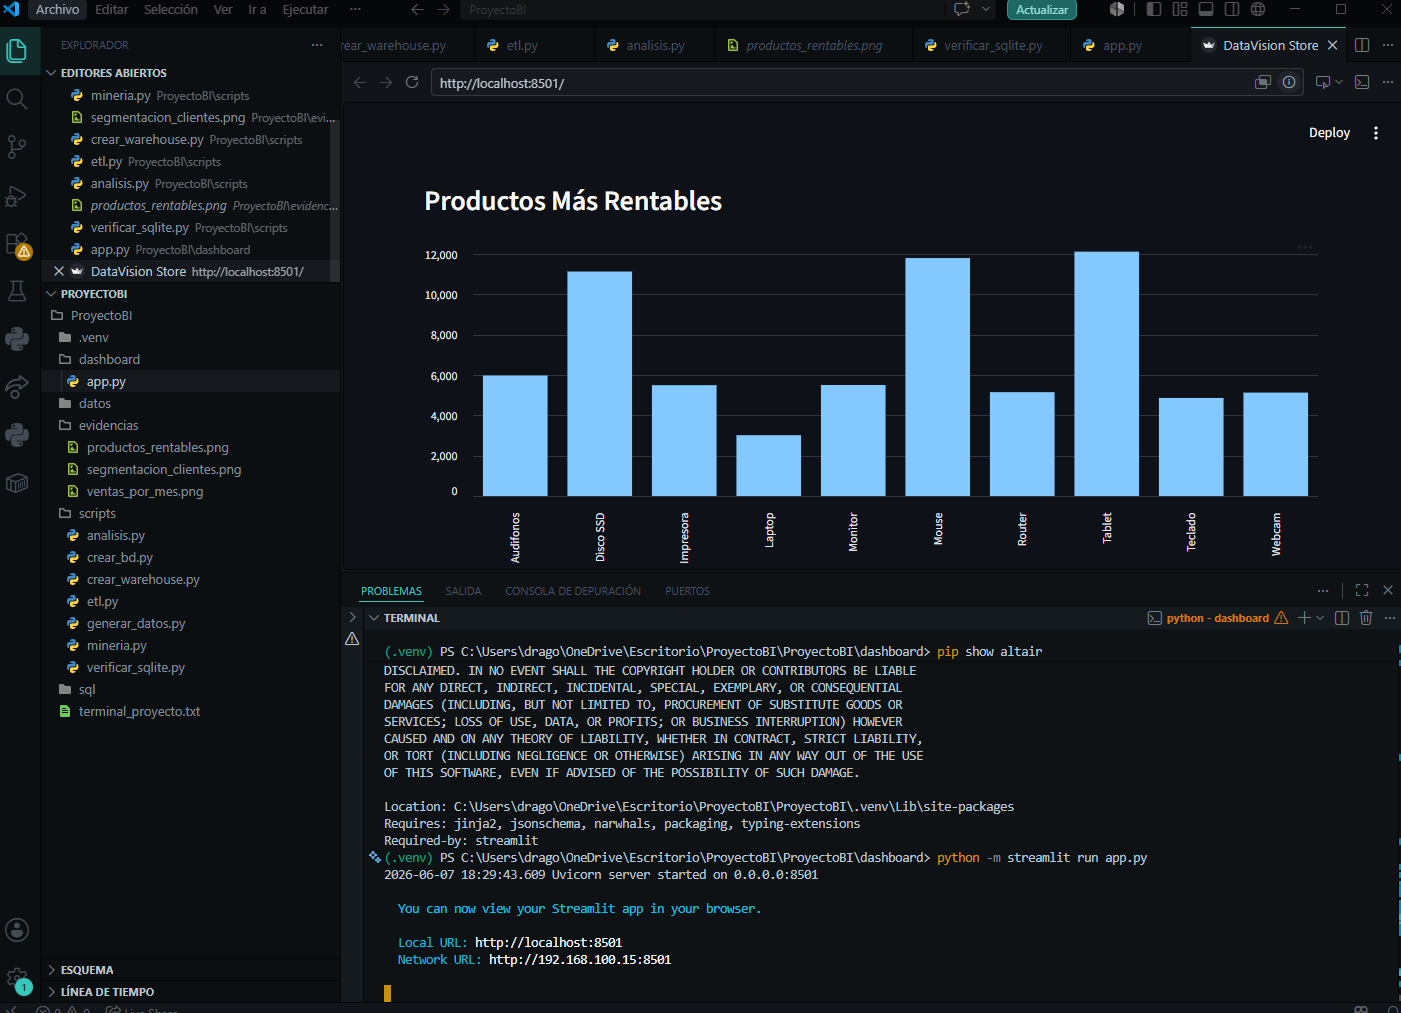 Archivo Editar Selección Ver Ir a Ejecutar ··· ProyectoBI Actualizar
EXPLORADOR ···
EDITORES ABIERTOS
mineria.py ProyectoBI\scripts
segmentacion_clientes.png ProyectoBI\evi...
crear_warehouse.py ProyectoBI\scripts
etl.py ProyectoBI\scripts
analisis.py ProyectoBI\scripts
productos_rentables.png ProyectoBI\evidenc...
verificar_sqlite.py ProyectoBI\scripts
app.py ProyectoBI\dashboard
DataVision Store http://localhost:8501/
PROYECTOBI
ProyectoBI
.venv
dashboard
app.py
datos
evidencias
productos_rentables.png
segmentacion_clientes.png
ventas_por_mes.png
scripts
analisis.py
crear_bd.py
crear_warehouse.py
etl.py
generar_datos.py
mineria.py
verificar_sqlite.py
sql
terminal_proyecto.txt
ESQUEMA
LÍNEA DE TIEMPO
1
rear_warehouse.py etl.py analisis.py productos_rentables.png verificar_sqlite.py app.py DataVision Store
http://localhost:8501/
Deploy
Productos Más Rentables
12,000
10,000
8,000
6,000
4,000
2,000
0
Audífonos
Disco SSD
Impresora
Laptop
Monitor
Mouse
Router
Tablet
Teclado
Webcam
PROBLEMAS SALIDA CONSOLA DE DEPURACIÓN PUERTOS
TERMINAL python - dashboard
(.venv) PS C:\Users\drago\OneDrive\Escritorio\ProyectoBI\ProyectoBI\dashboard> pip show altair
DISCLAIMED. IN NO EVENT SHALL THE COPYRIGHT HOLDER OR CONTRIBUTORS BE LIABLE
FOR ANY DIRECT, INDIRECT, INCIDENTAL, SPECIAL, EXEMPLARY, OR CONSEQUENTIAL
DAMAGES (INCLUDING, BUT NOT LIMITED TO, PROCUREMENT OF SUBSTITUTE GOODS OR
SERVICES; LOSS OF USE, DATA, OR PROFITS; OR BUSINESS INTERRUPTION) HOWEVER
CAUSED AND ON ANY THEORY OF LIABILITY, WHETHER IN CONTRACT, STRICT LIABILITY,
OR TORT (INCLUDING NEGLIGENCE OR OTHERWISE) ARISING IN ANY WAY OUT OF THE USE
OF THIS SOFTWARE, EVEN IF ADVISED OF THE POSSIBILITY OF SUCH DAMAGE.
Location: C:\Users\drago\OneDrive\Escritorio\ProyectoBI\ProyectoBI\.venv\Lib\site-packages
Requires: jinja2, jsonschema, narwhals, packaging, typing-extensions
Required-by: streamlit
(.venv) PS C:\Users\drago\OneDrive\Escritorio\ProyectoBI\ProyectoBI\dashboard> python -m streamlit run app.py
2026-06-07 18:29:43.609 Uvicorn server started on 0.0.0.0:8501
You can now view your Streamlit app in your browser.
Local URL: http://localhost:8501
Network URL: http://192.168.100.15:8501